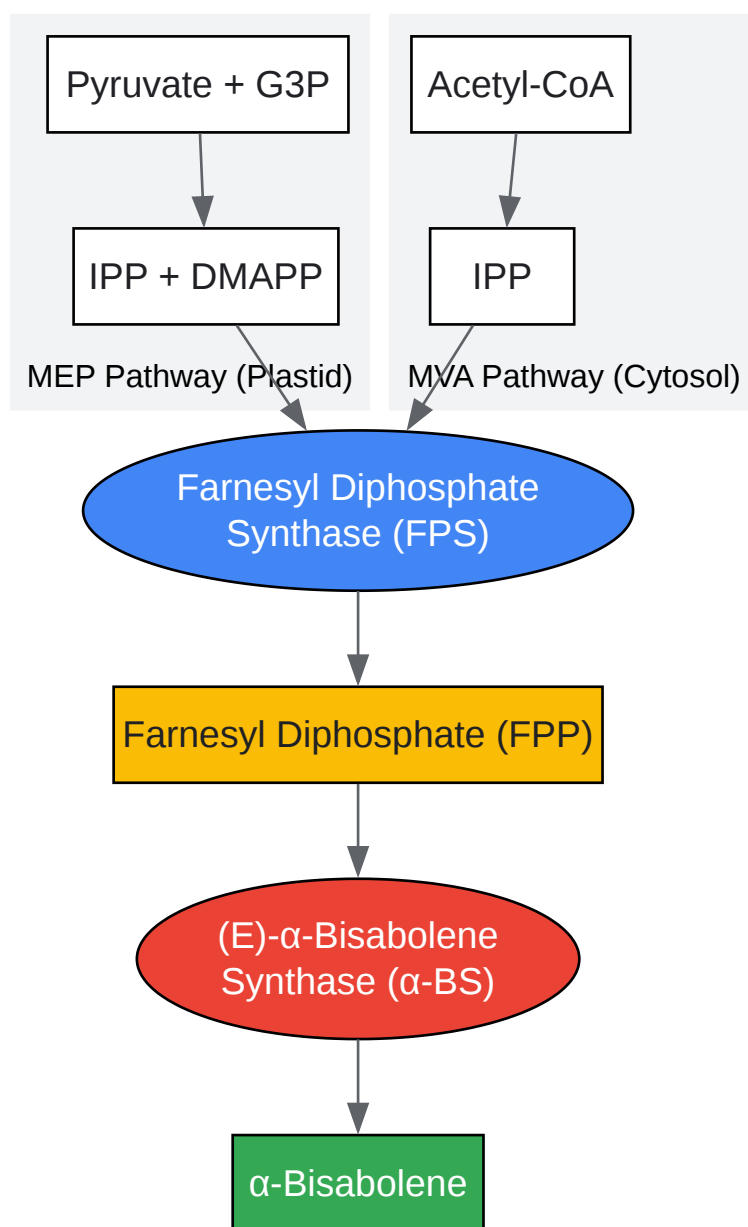 Pyruvate + G3P
Acetyl-CoA
IPP + DMAPP
IPP
MEP Pathway (Plastid)
MVA Pathway (Cytosol)
Farnesyl Diphosphate
Synthase (FPS)
Farnesyl Diphosphate (FPP)
(E)-α-Bisabolene
Synthase (α-BS)
α-Bisabolene